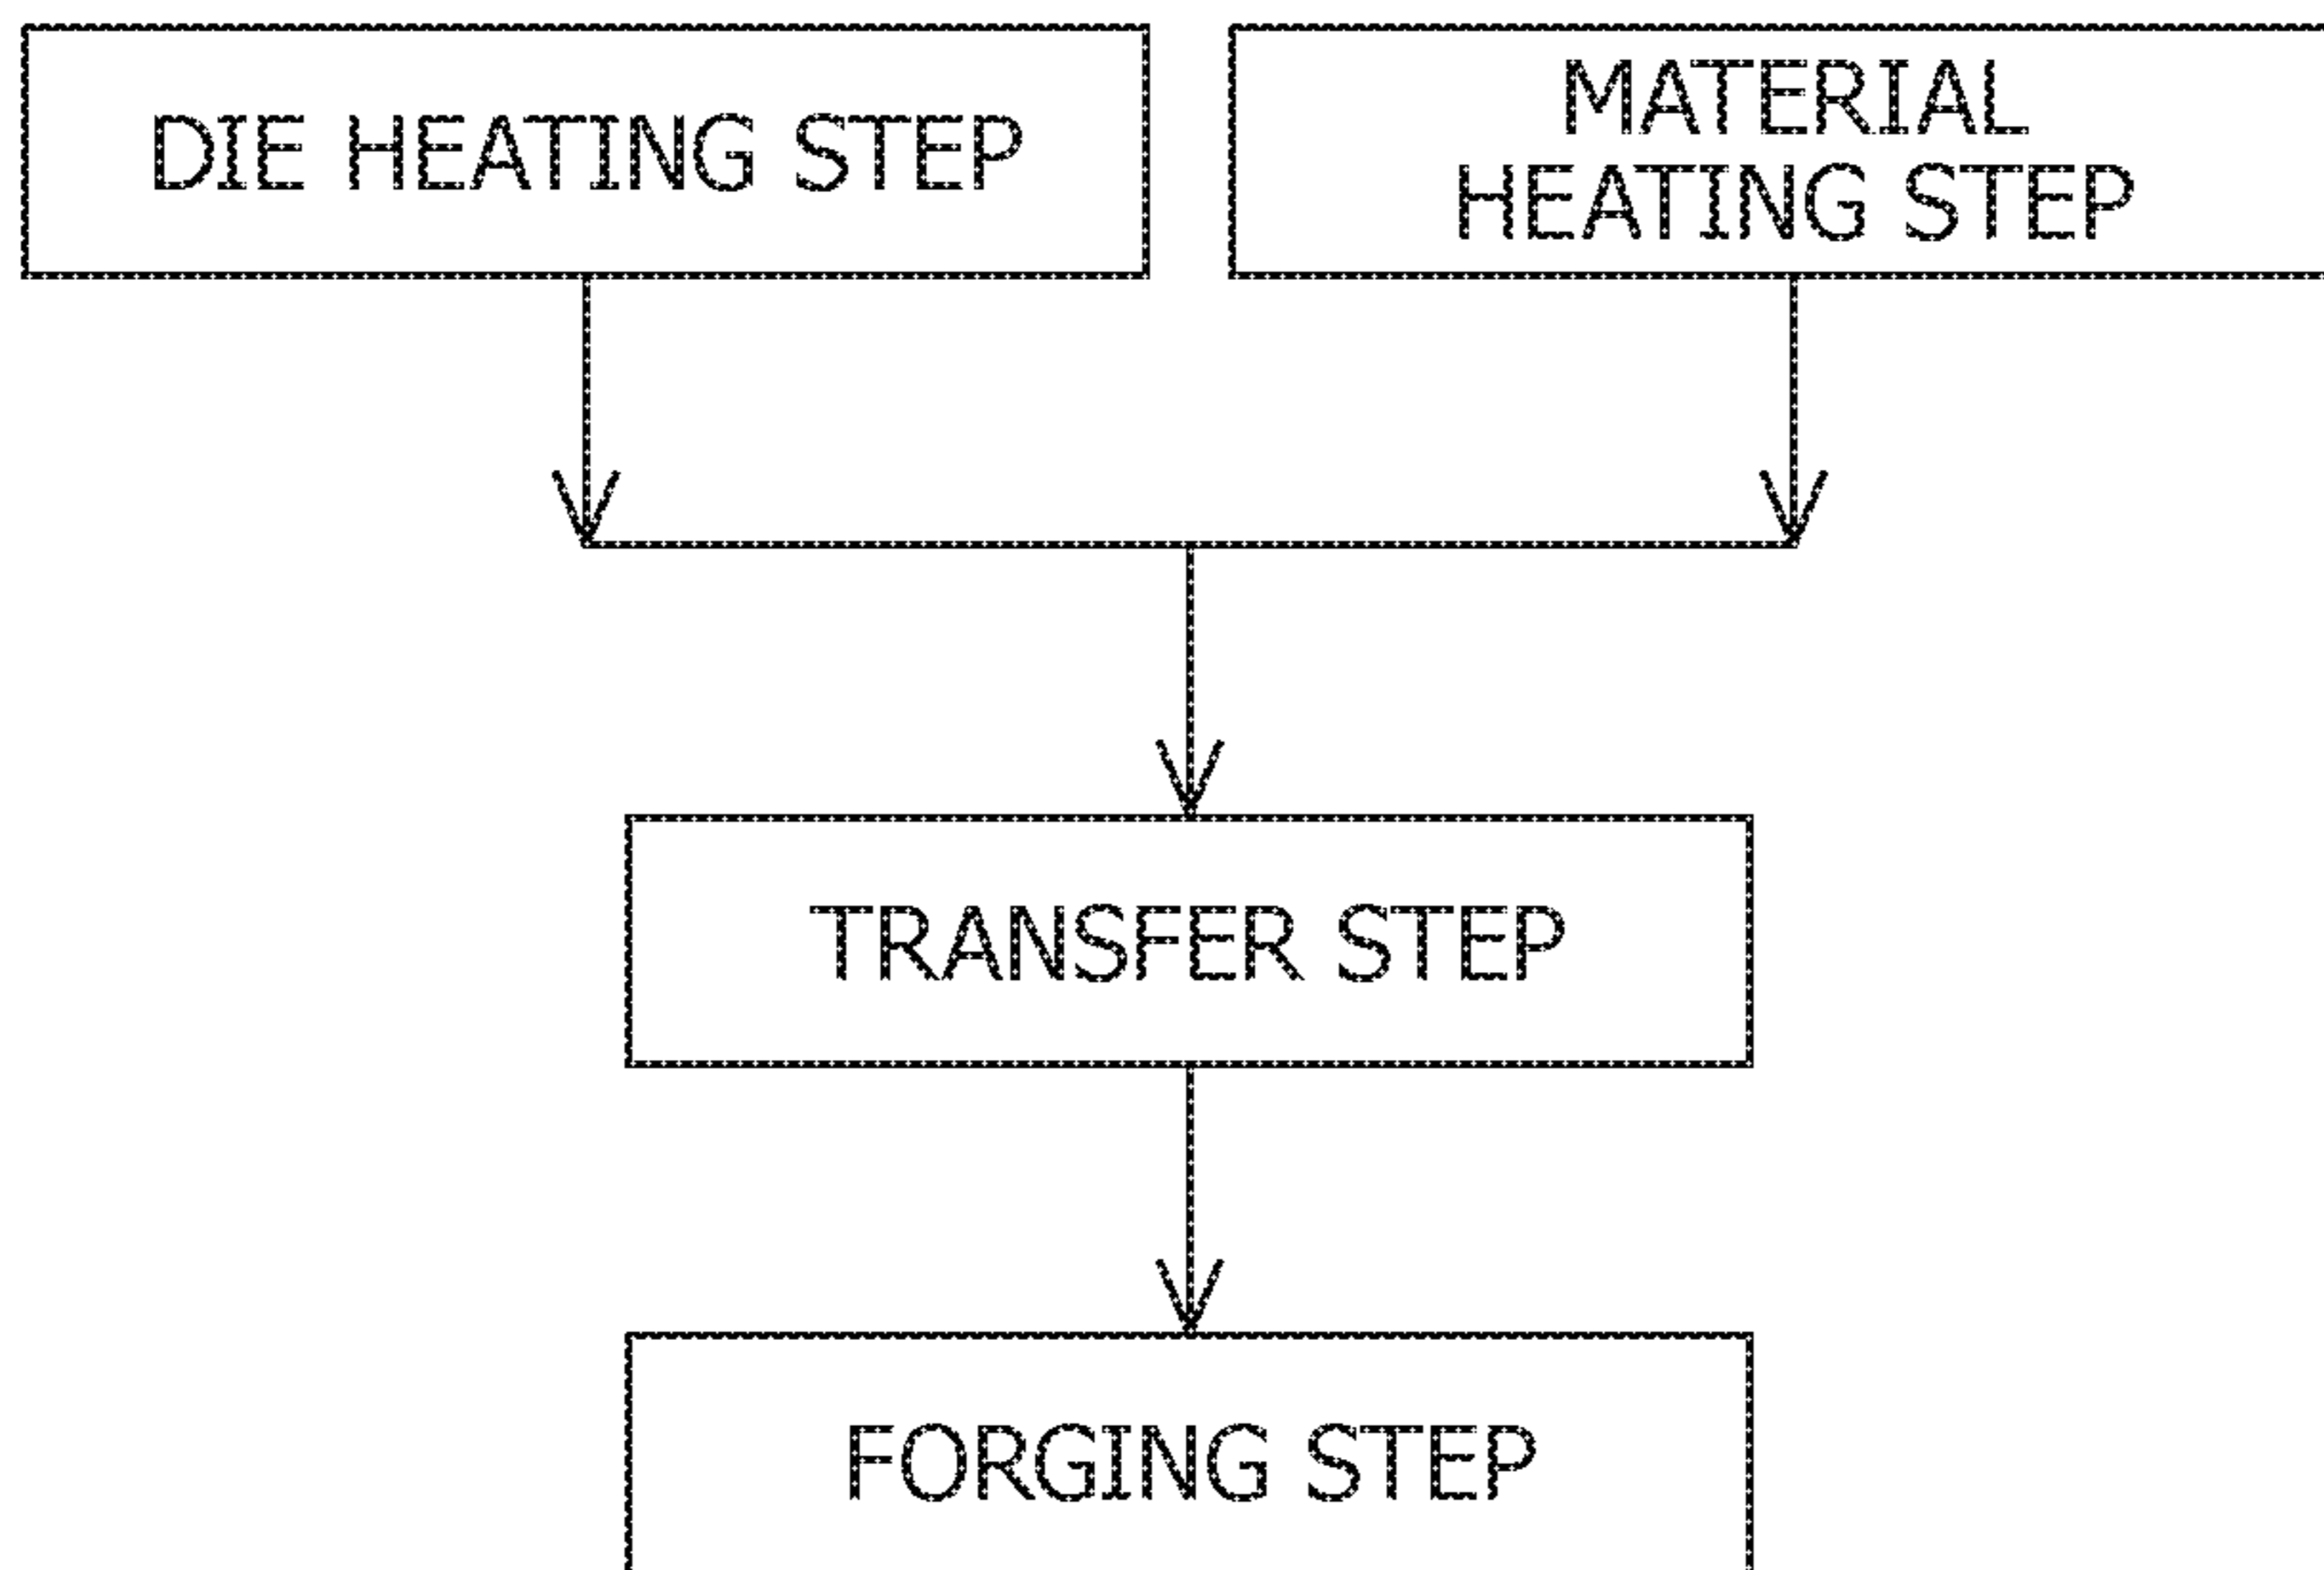 DIE HEATING STEP
MATERIAL
HEATING STEP
TRANSFER STEP
FORGING STEP